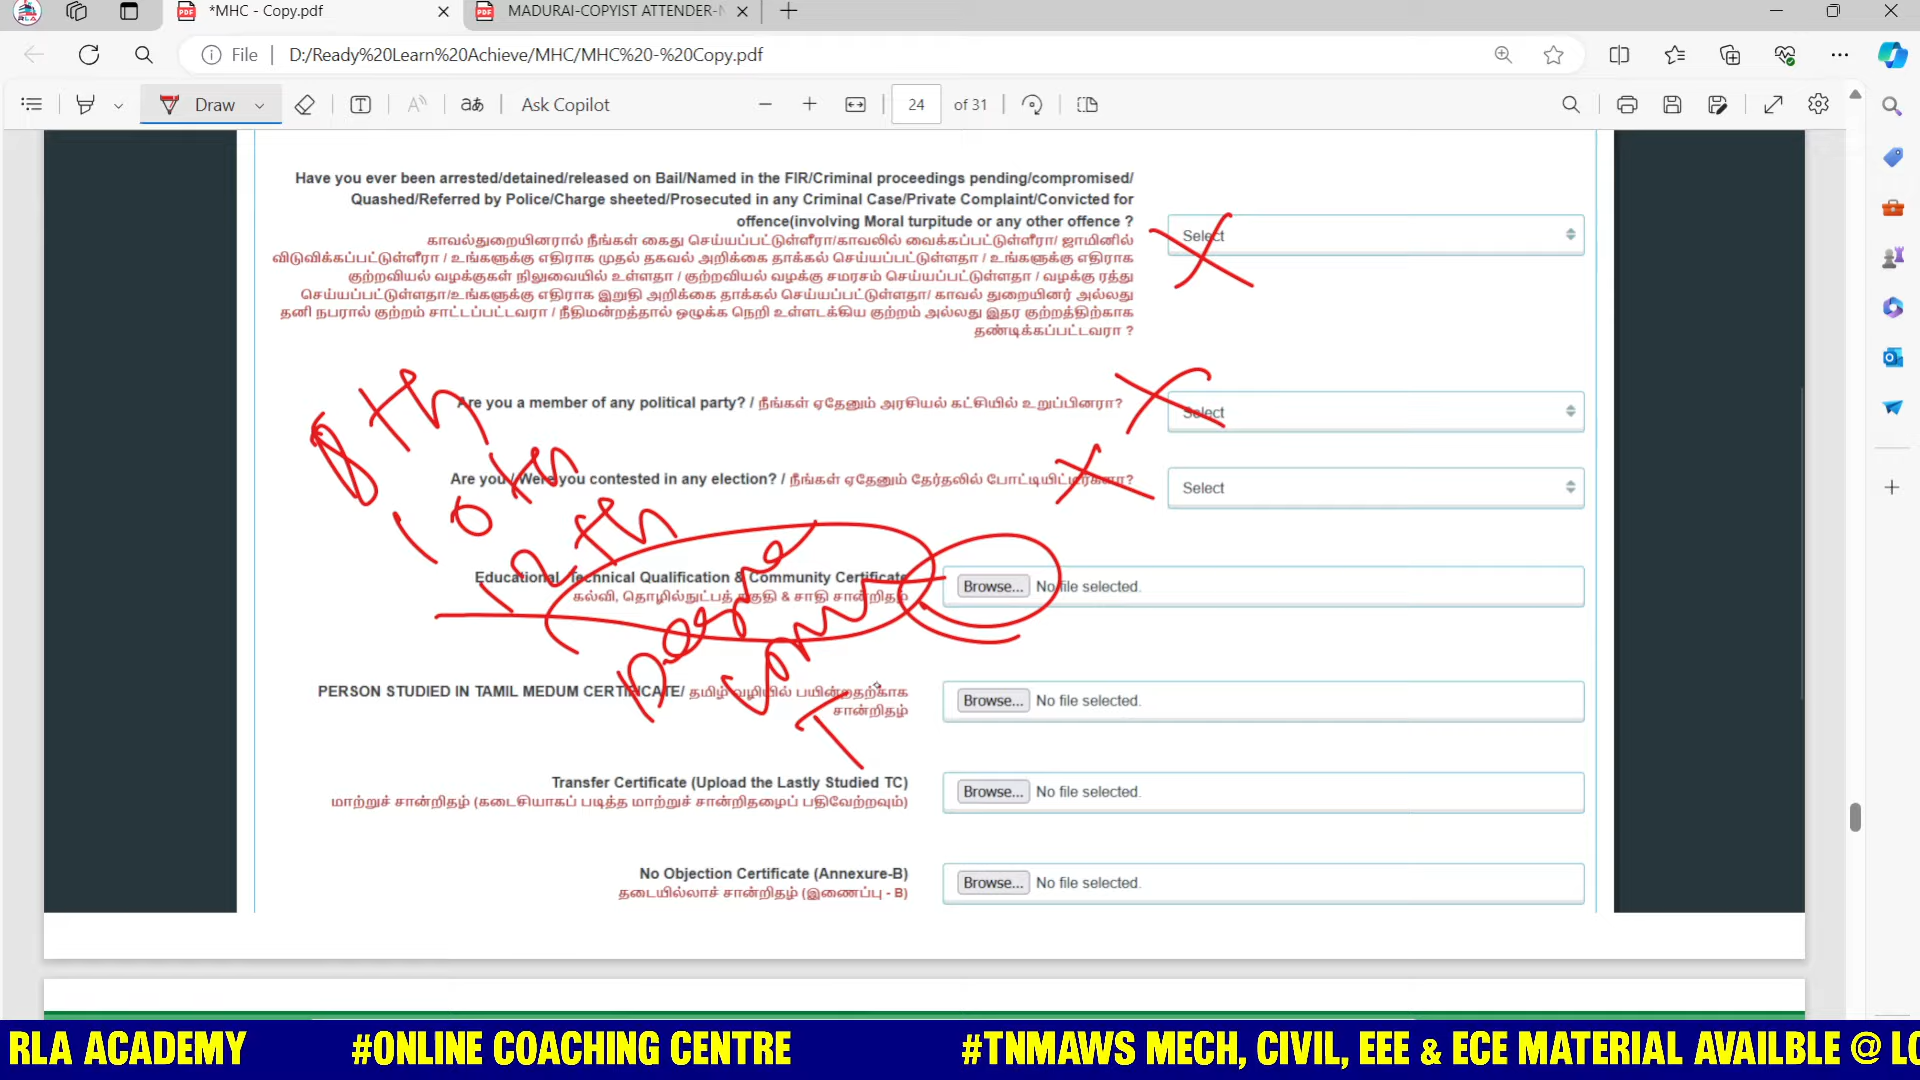 RLA
*MHC - Copy.pdf
MADURAI-COPYIST ATTENDER-
File
D:/Ready%20Learn%20Achieve/MHC/MHC%20-%20Copy.pdf
Draw
Ask Copilot
24 of 31
Have you ever been arrested/detained/released on Bail/Named in the FIR/Criminal proceedings pending/compromised/
Quashed/Referred by Police/Charge sheeted/Prosecuted in any Criminal Case/Private Complaint/Convicted for
offence(involving Moral turpitude or any other offence ?
Select
காவல்துறையினரால் நீங்கள் கைது செய்யப்பட்டுள்ளீரா/காவலில் வைக்கப்பட்டுள்ளீரா/ ஜாமினில்
விடுவிக்கப்பட்டுள்ளீரா / உங்களுக்கு எதிராக முதல் தகவல் அறிக்கை தாக்கல் செய்யப்பட்டுள்ளதா / உங்களுக்கு எதிராக
குற்றவியல் வழக்குகள் நிலுவையில் உள்ளதா / குற்றவியல் வழக்கு சமரசம் செய்யப்பட்டுள்ளதா / வழக்கு ரத்து
செய்யப்பட்டுள்ளதா/உங்களுக்கு எதிராக இறுதி அறிக்கை தாக்கல் செய்யப்பட்டுள்ளதா/ காவல் துறையினர் அல்லது
தனி நபரால் குற்றம் சாட்டப்பட்டவரா / நீதிமன்றத்தால் ஒழுக்க நெறி உள்ளடக்கிய குற்றம் அல்லது இதர குற்றத்திற்காக
தண்டிக்கப்பட்டவரா ?
8th
Are you a member of any political party? / நீங்கள் ஏதேனும் அரசியல் கட்சியில் உறுப்பினரா?
Select
10th
Are you / Were you contested in any election? / நீங்கள் ஏதேனும் தேர்தலில் போட்டியிட்டீர்களா?
Select
12th
Educational, Technical Qualification & Community Certificate
கல்வி, தொழில்நுட்பத் தகுதி & சாதி சான்றிதழ்
Browse... No file selected.
PERSON STUDIED IN TAMIL MEDUM CERTIFICATE/ தமிழ் வழியில் பயின்றதற்காக
சான்றிதழ்
Browse... No file selected.
T
Transfer Certificate (Upload the Lastly Studied TC)
மாற்றுச் சான்றிதழ் (கடைசியாகப் படித்த மாற்றுச் சான்றிதழைப் பதிவேற்றவும்)
Browse... No file selected.
No Objection Certificate (Annexure-B)
தடையில்லாச் சான்றிதழ் (இணைப்பு - B)
Browse... No file selected.
RLA ACADEMY #ONLINE COACHING CENTRE #TNMAWS MECH, CIVIL, EEE & ECE MATERIAL AVAILBLE @ LO